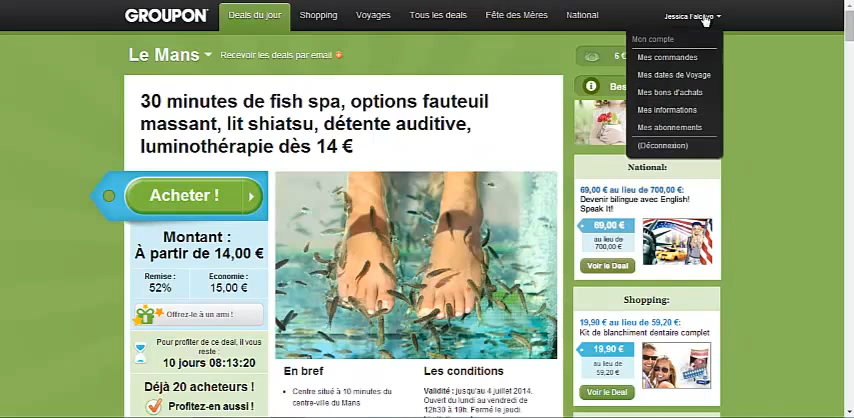 GROUPON
Deals du jour
Shopping
Voyages
Tous les deals
Fête des Mères
National
Jessica
Mon compte
Mes commandes
Mes dates de Voyage
Mes bons d'achats
Mes informations
Mes abonnements
(Déconnexion)
Le Mans
Recevoir les deals par email
6 €
Bes
30 minutes de fish spa, options fauteuil
massant, lit shiatsu, détente auditive,
luminothérapie dès 14 €
Acheter !
Montant :
À partir de 14,00 €
Remise :
52%
Economie :
15,00 €
Offrez-le à un ami !
Pour profiter de ce deal, il vous
reste :
10 jours 08:13:20
Déjà 20 acheteurs !
Profitez-en aussi !
En bref
Centre situé à 10 minutes du
centre-ville du Mans
Les conditions
Validité : jusqu'au 4 juillet 2014.
Ouvert du lundi au vendredi de
12h30 à 19h. Fermé le jeudi.
National:
69,00 € au lieu de 700,00 €:
Devenir bilingue avec English!
Speak It!
69,00 €
au lieu de
700,00 €
Voir le Deal
Shopping:
19,90 € au lieu de 59,20 €:
Kit de blanchiment dentaire complet
19,90 €
au lieu de
59,20 €
Voir le Deal